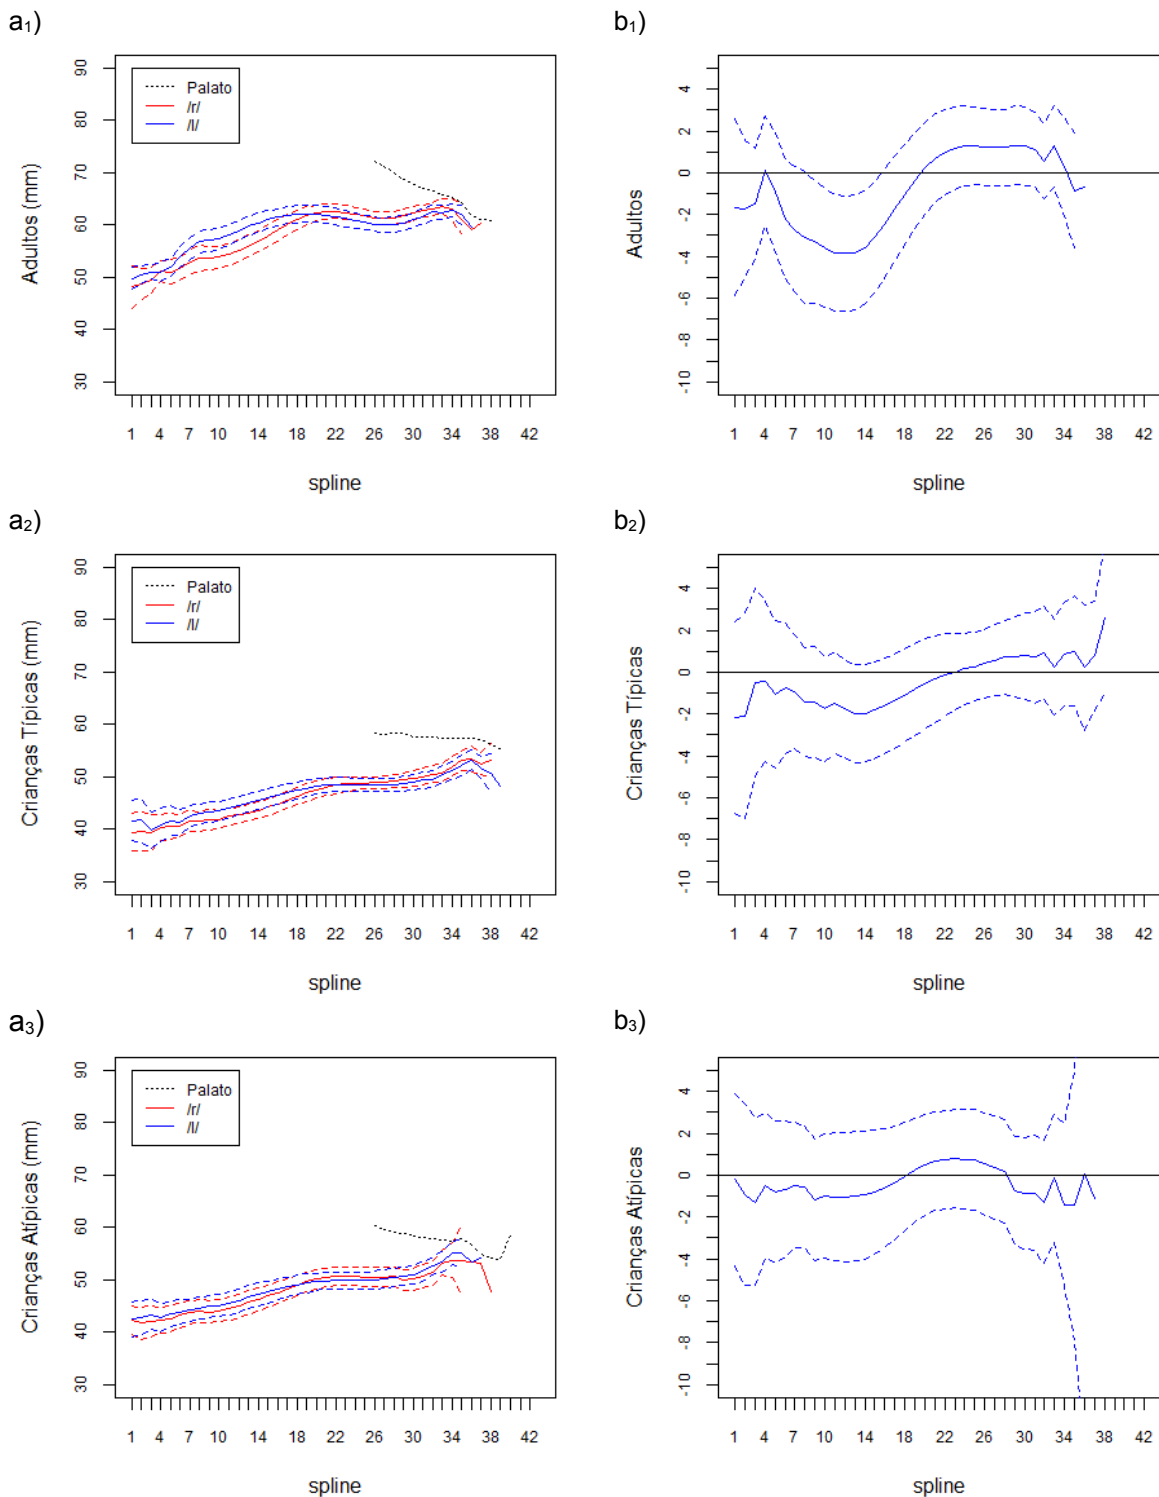 a1)
90
80
70
60
50
40
30
Adultos (mm)
Palato
/r/
/l/
1 4 7 10 14 18 22 26 30 34 38 42
spline
b1)
4
2
0
-2
-4
-6
-10
Adultos
1 4 7 10 14 18 22 26 30 34 38 42
spline
a2)
90
80
70
60
50
40
30
Crianças Típicas (mm)
Palato
/r/
/l/
1 4 7 10 14 18 22 26 30 34 38 42
spline
b2)
4
2
0
-2
-4
-6
-10
Crianças Típicas
1 4 7 10 14 18 22 26 30 34 38 42
spline
a3)
90
80
70
60
50
40
30
Crianças Atípicas (mm)
Palato
/r/
/l/
1 4 7 10 14 18 22 26 30 34 38 42
spline
b3)
4
2
0
-2
-4
-6
-10
Crianças Atípicas
1 4 7 10 14 18 22 26 30 34 38 42
spline